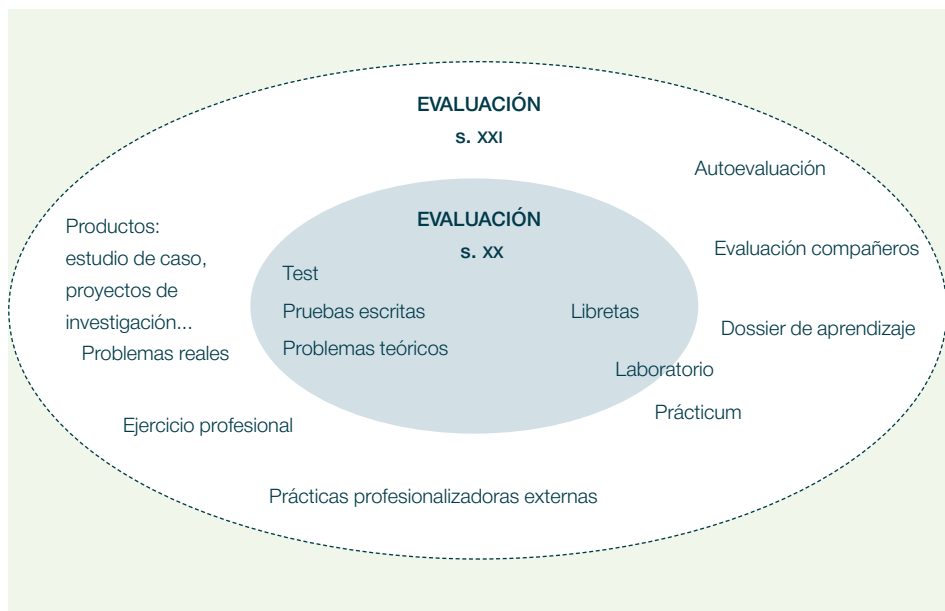 EVALUACIÓN
s. XXI
Autoevaluación
Productos:
estudio de caso,
proyectos de
investigación...
Problemas reales
EVALUACIÓN
s. XX
Evaluación compañeros
Test
Pruebas escritas
Libretas
Problemas teóricos
Dossier de aprendizaje
Laboratorio
Prácticum
Ejercicio profesional
Prácticas profesionalizadoras externas